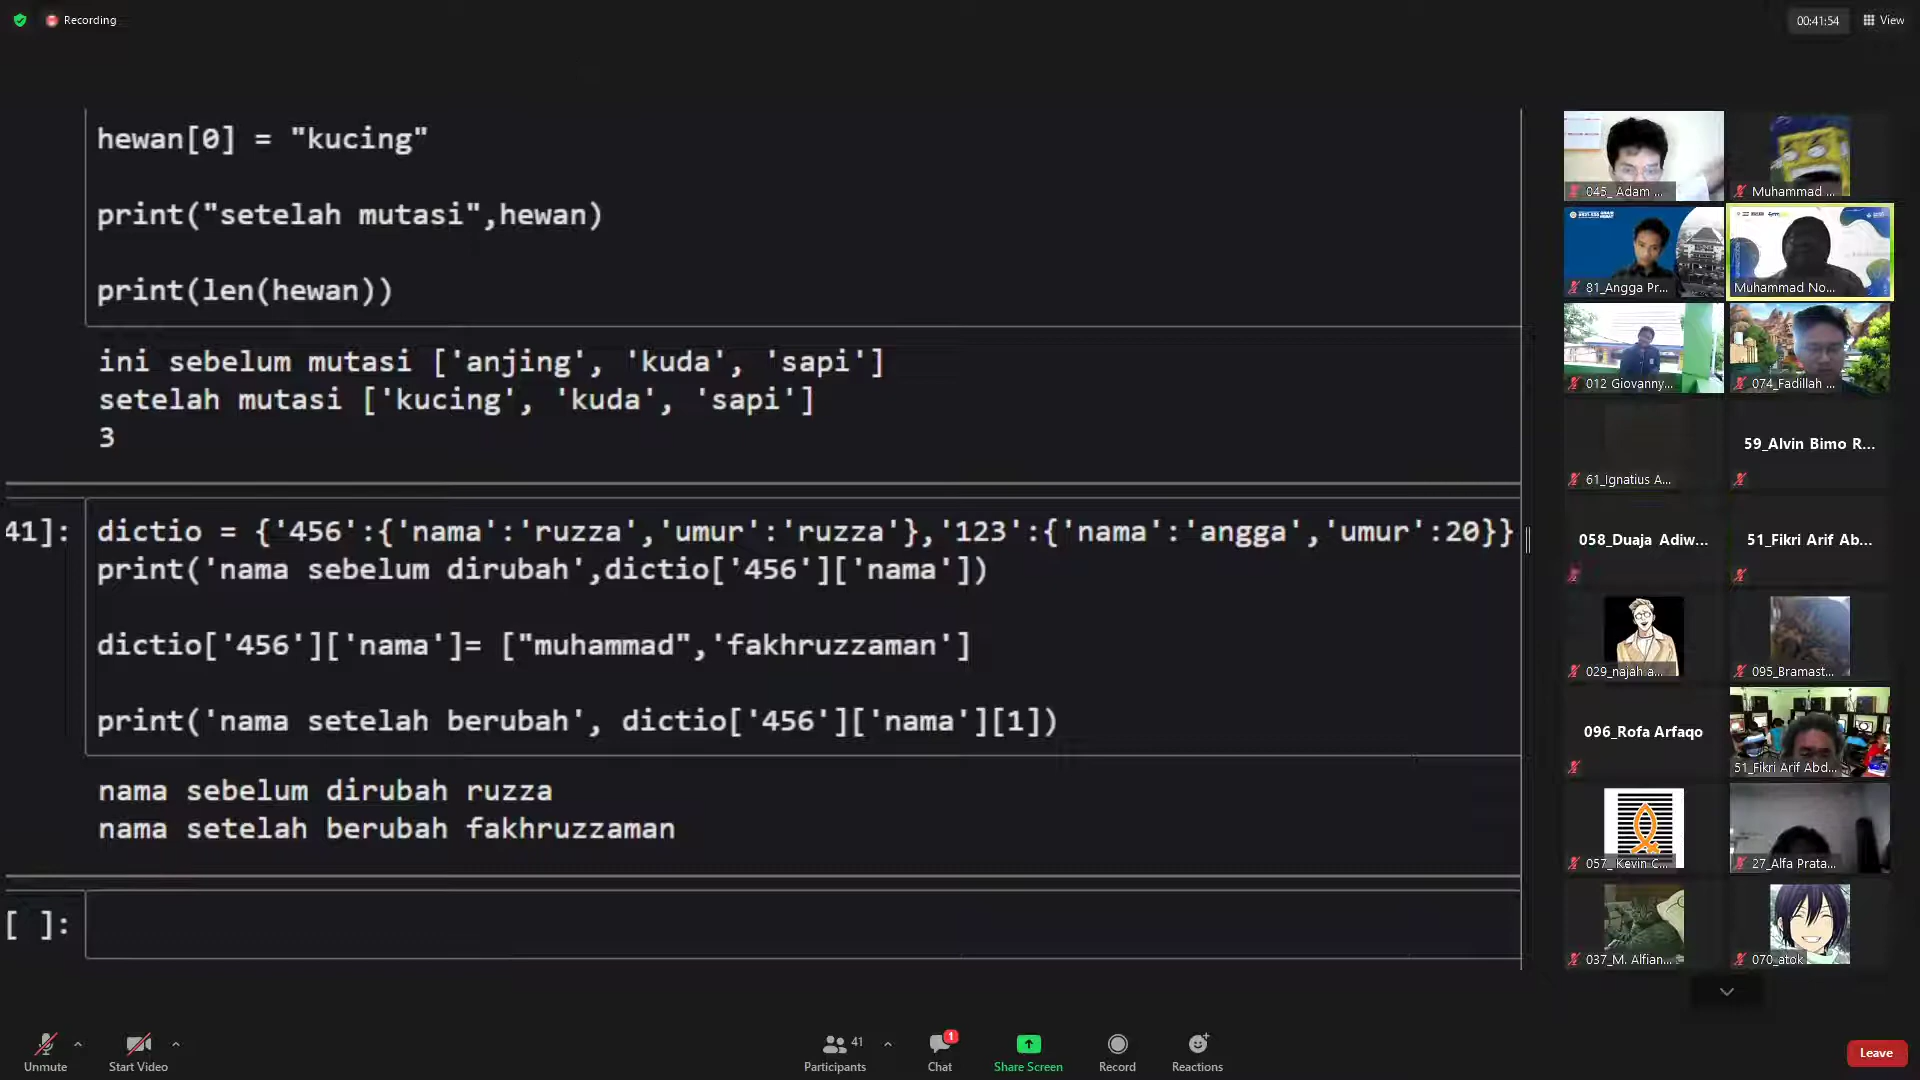 Recording
00:41:54
View
hewan[0] = "kucing"
print("setelah mutasi",hewan)
print(len(hewan))
ini sebelum mutasi ['anjing', 'kuda', 'sapi']
setelah mutasi ['kucing', 'kuda', 'sapi']
3
41]:
dictio = {'456':{'nama':'ruzza','umur':'ruzza'},'123':{'nama':'angga','umur':20}}
print('nama sebelum dirubah',dictio['456']['nama'])
dictio['456']['nama']= ["muhammad",'fakhruzzaman']
print('nama setelah berubah', dictio['456']['nama'][1])
nama sebelum dirubah ruzza
nama setelah berubah fakhruzzaman
[ ]:
045_ Adam ...
Muhammad ...
81_Angga Pr...
Muhammad No...
012 Giovanny...
074_Fadillah ...
61_Ignatius A...
59_Alvin Bimo R...
058_Duaja Adiw...
51_Fikri Arif Ab...
029_najah a...
095_Bramast...
096_Rofa Arfaqo
51_Fikri Arif Abd...
057_ Kevin C...
27_Alfa Prata...
037_M. Alfian...
070_atok
Unmute
Start Video
41
Participants
1
Chat
Share Screen
Record
Reactions
Leave